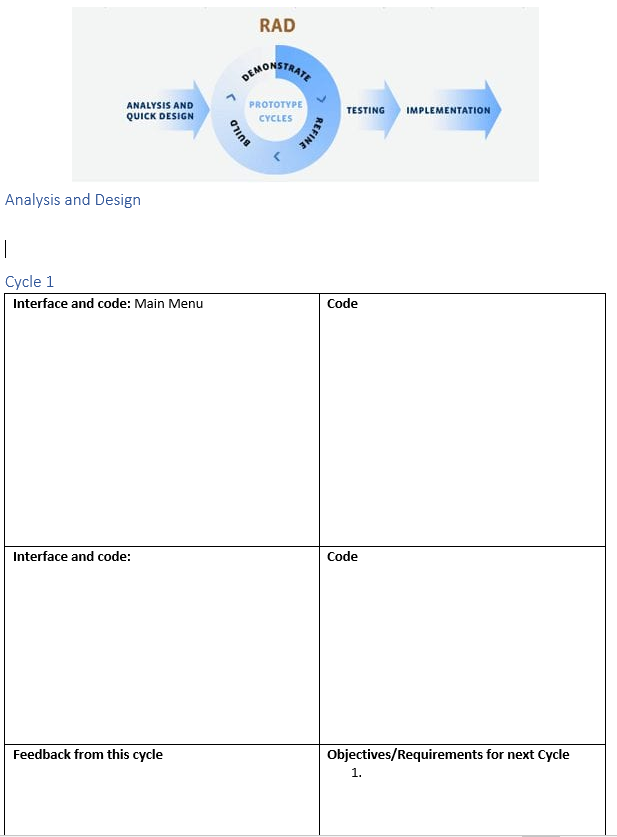 RAD
DEMONSTRATE
ANALYSIS AND
QUICK DESIGN
PROTOTYPE
CYCLES
BUILD
REFINE
TESTING
IMPLEMENTATION
Analysis and Design
Cycle 1
Interface and code: Main Menu
Code
Interface and code:
Code
Feedback from this cycle
Objectives/Requirements for next Cycle
1.